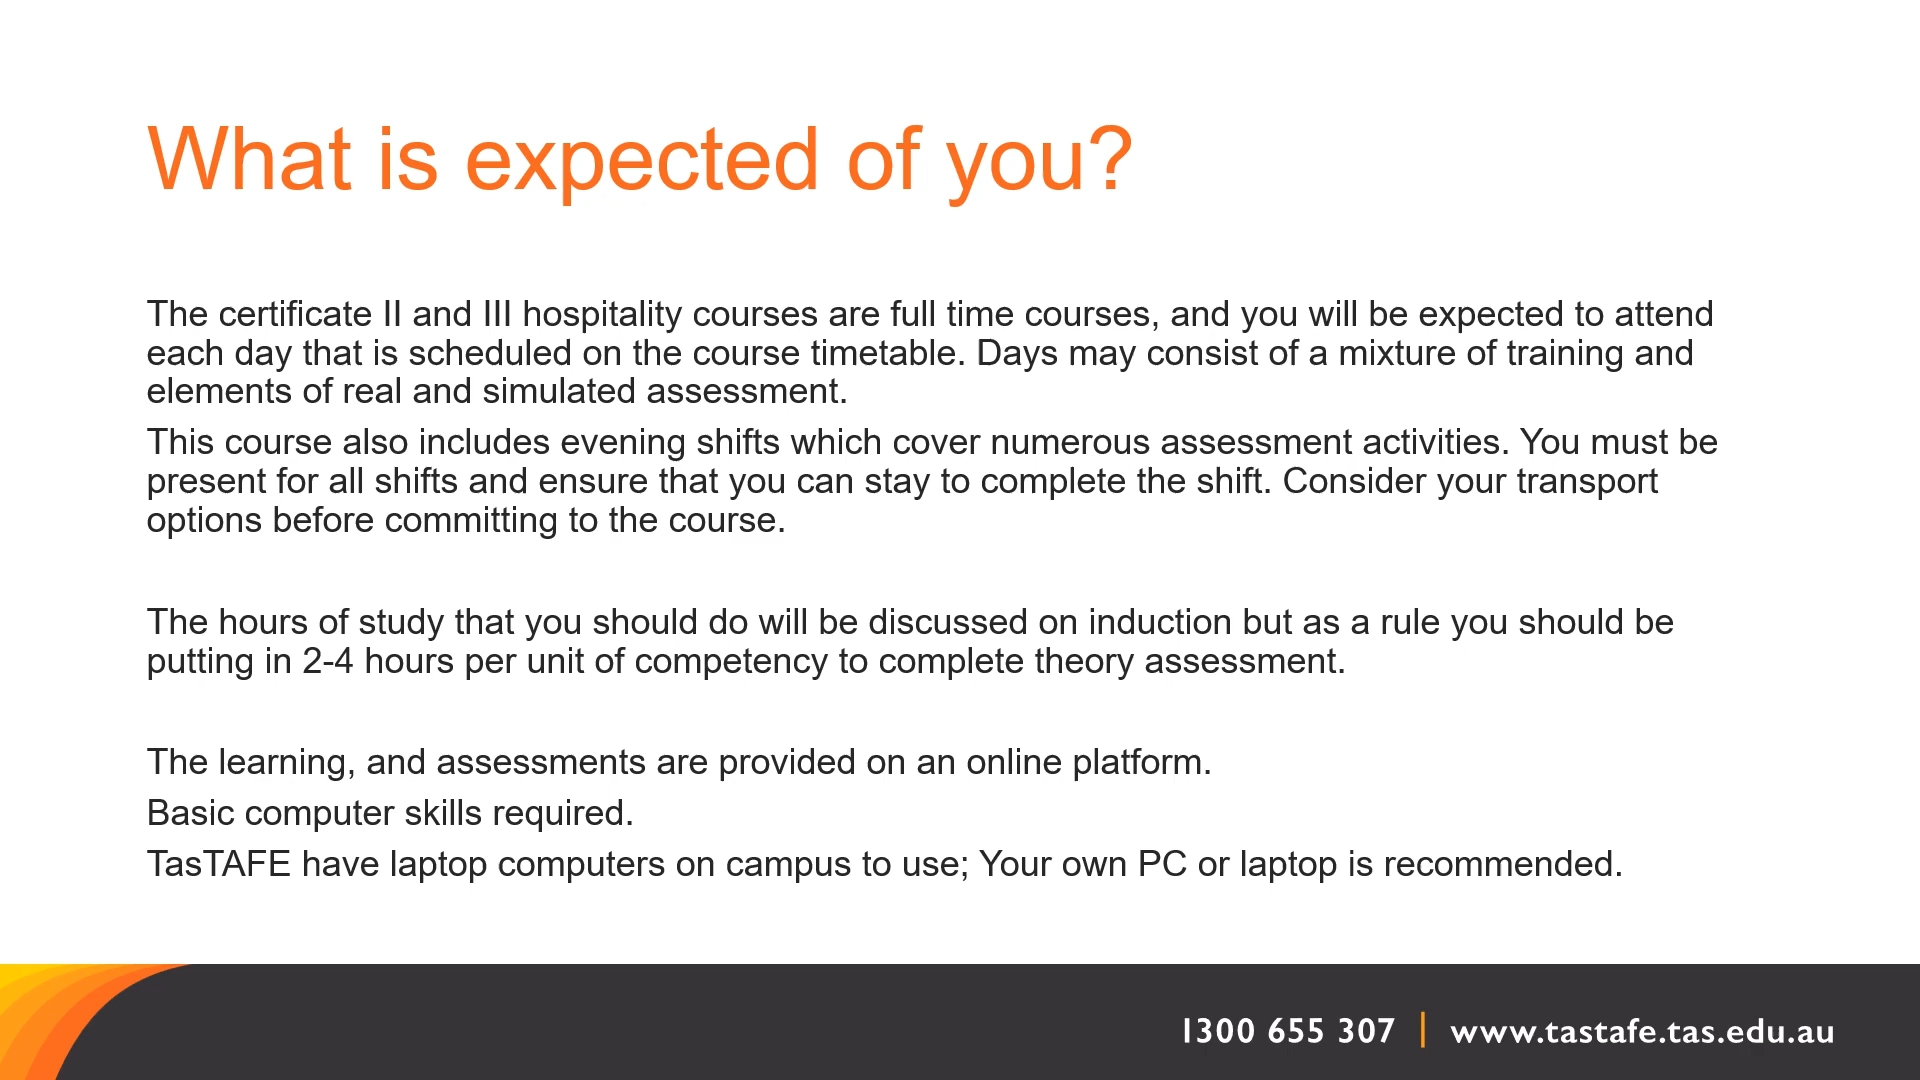 What is expected of you?
The certificate II and III hospitality courses are full time courses, and you will be expected to attend
each day that is scheduled on the course timetable. Days may consist of a mixture of training and
elements of real and simulated assessment.
This course also includes evening shifts which cover numerous assessment activities. You must be
present for all shifts and ensure that you can stay to complete the shift. Consider your transport
options before committing to the course.
The hours of study that you should do will be discussed on induction but as a rule you should be
putting in 2-4 hours per unit of competency to complete theory assessment.
The learning, and assessments are provided on an online platform.
Basic computer skills required.
TasTAFE have laptop computers on campus to use; Your own PC or laptop is recommended.
1300 655 307 | www.tastafe.tas.edu.au